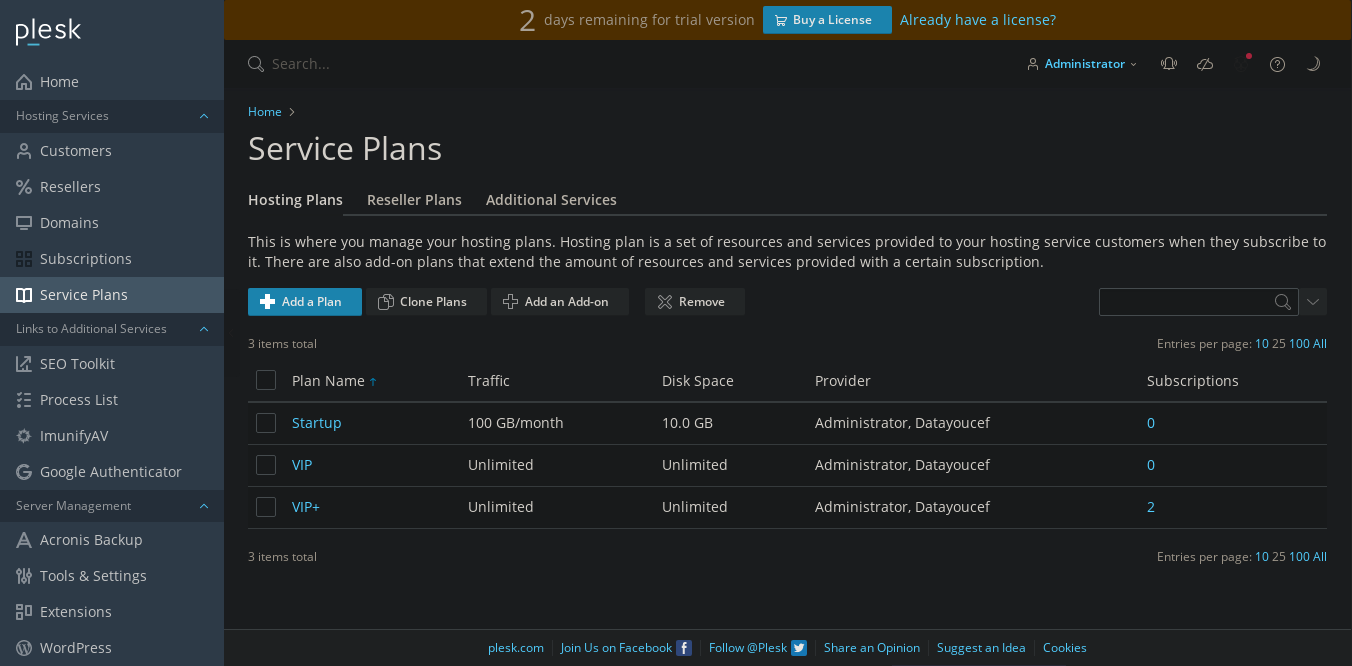 plesk
Home
Hosting Services
Customers
Resellers
Domains
Subscriptions
Service Plans
Links to Additional Services
SEO Toolkit
Process List
ImunifyAV
Google Authenticator
Server Management
Acronis Backup
Tools & Settings
Extensions
WordPress
2 days remaining for trial version Buy a License Already have a license?
Search... Administrator
Home
Service Plans
Hosting Plans Reseller Plans Additional Services
This is where you manage your hosting plans. Hosting plan is a set of resources and services provided to your hosting service customers when they subscribe to
it. There are also add-on plans that extend the amount of resources and services provided with a certain subscription.
Add a Plan Clone Plans Add an Add-on Remove
3 items total Entries per page: 10 25 100 All
Plan Name ↑ Traffic Disk Space Provider Subscriptions
Startup 100 GB/month 10.0 GB Administrator, Datayoucef 0
VIP Unlimited Unlimited Administrator, Datayoucef 0
VIP+ Unlimited Unlimited Administrator, Datayoucef 2
3 items total Entries per page: 10 25 100 All
plesk.com Join Us on Facebook Follow @Plesk Share an Opinion Suggest an Idea Cookies